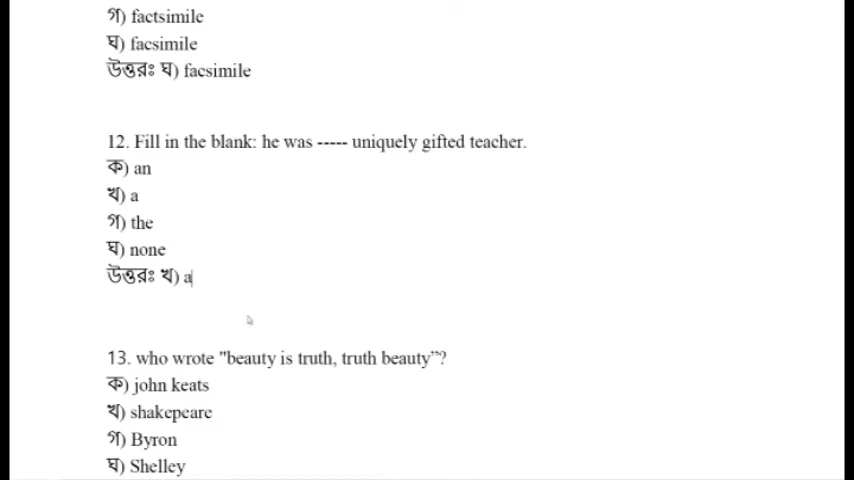 গ) factsimile
ঘ) facsimile
উত্তরঃ ঘ) facsimile
12. Fill in the blank: he was ----- uniquely gifted teacher.
ক) an
খ) a
গ) the
ঘ) none
উত্তরঃ খ) a
13. who wrote "beauty is truth, truth beauty”?
ক) john keats
খ) shakepeare
গ) Byron
ঘ) Shelley